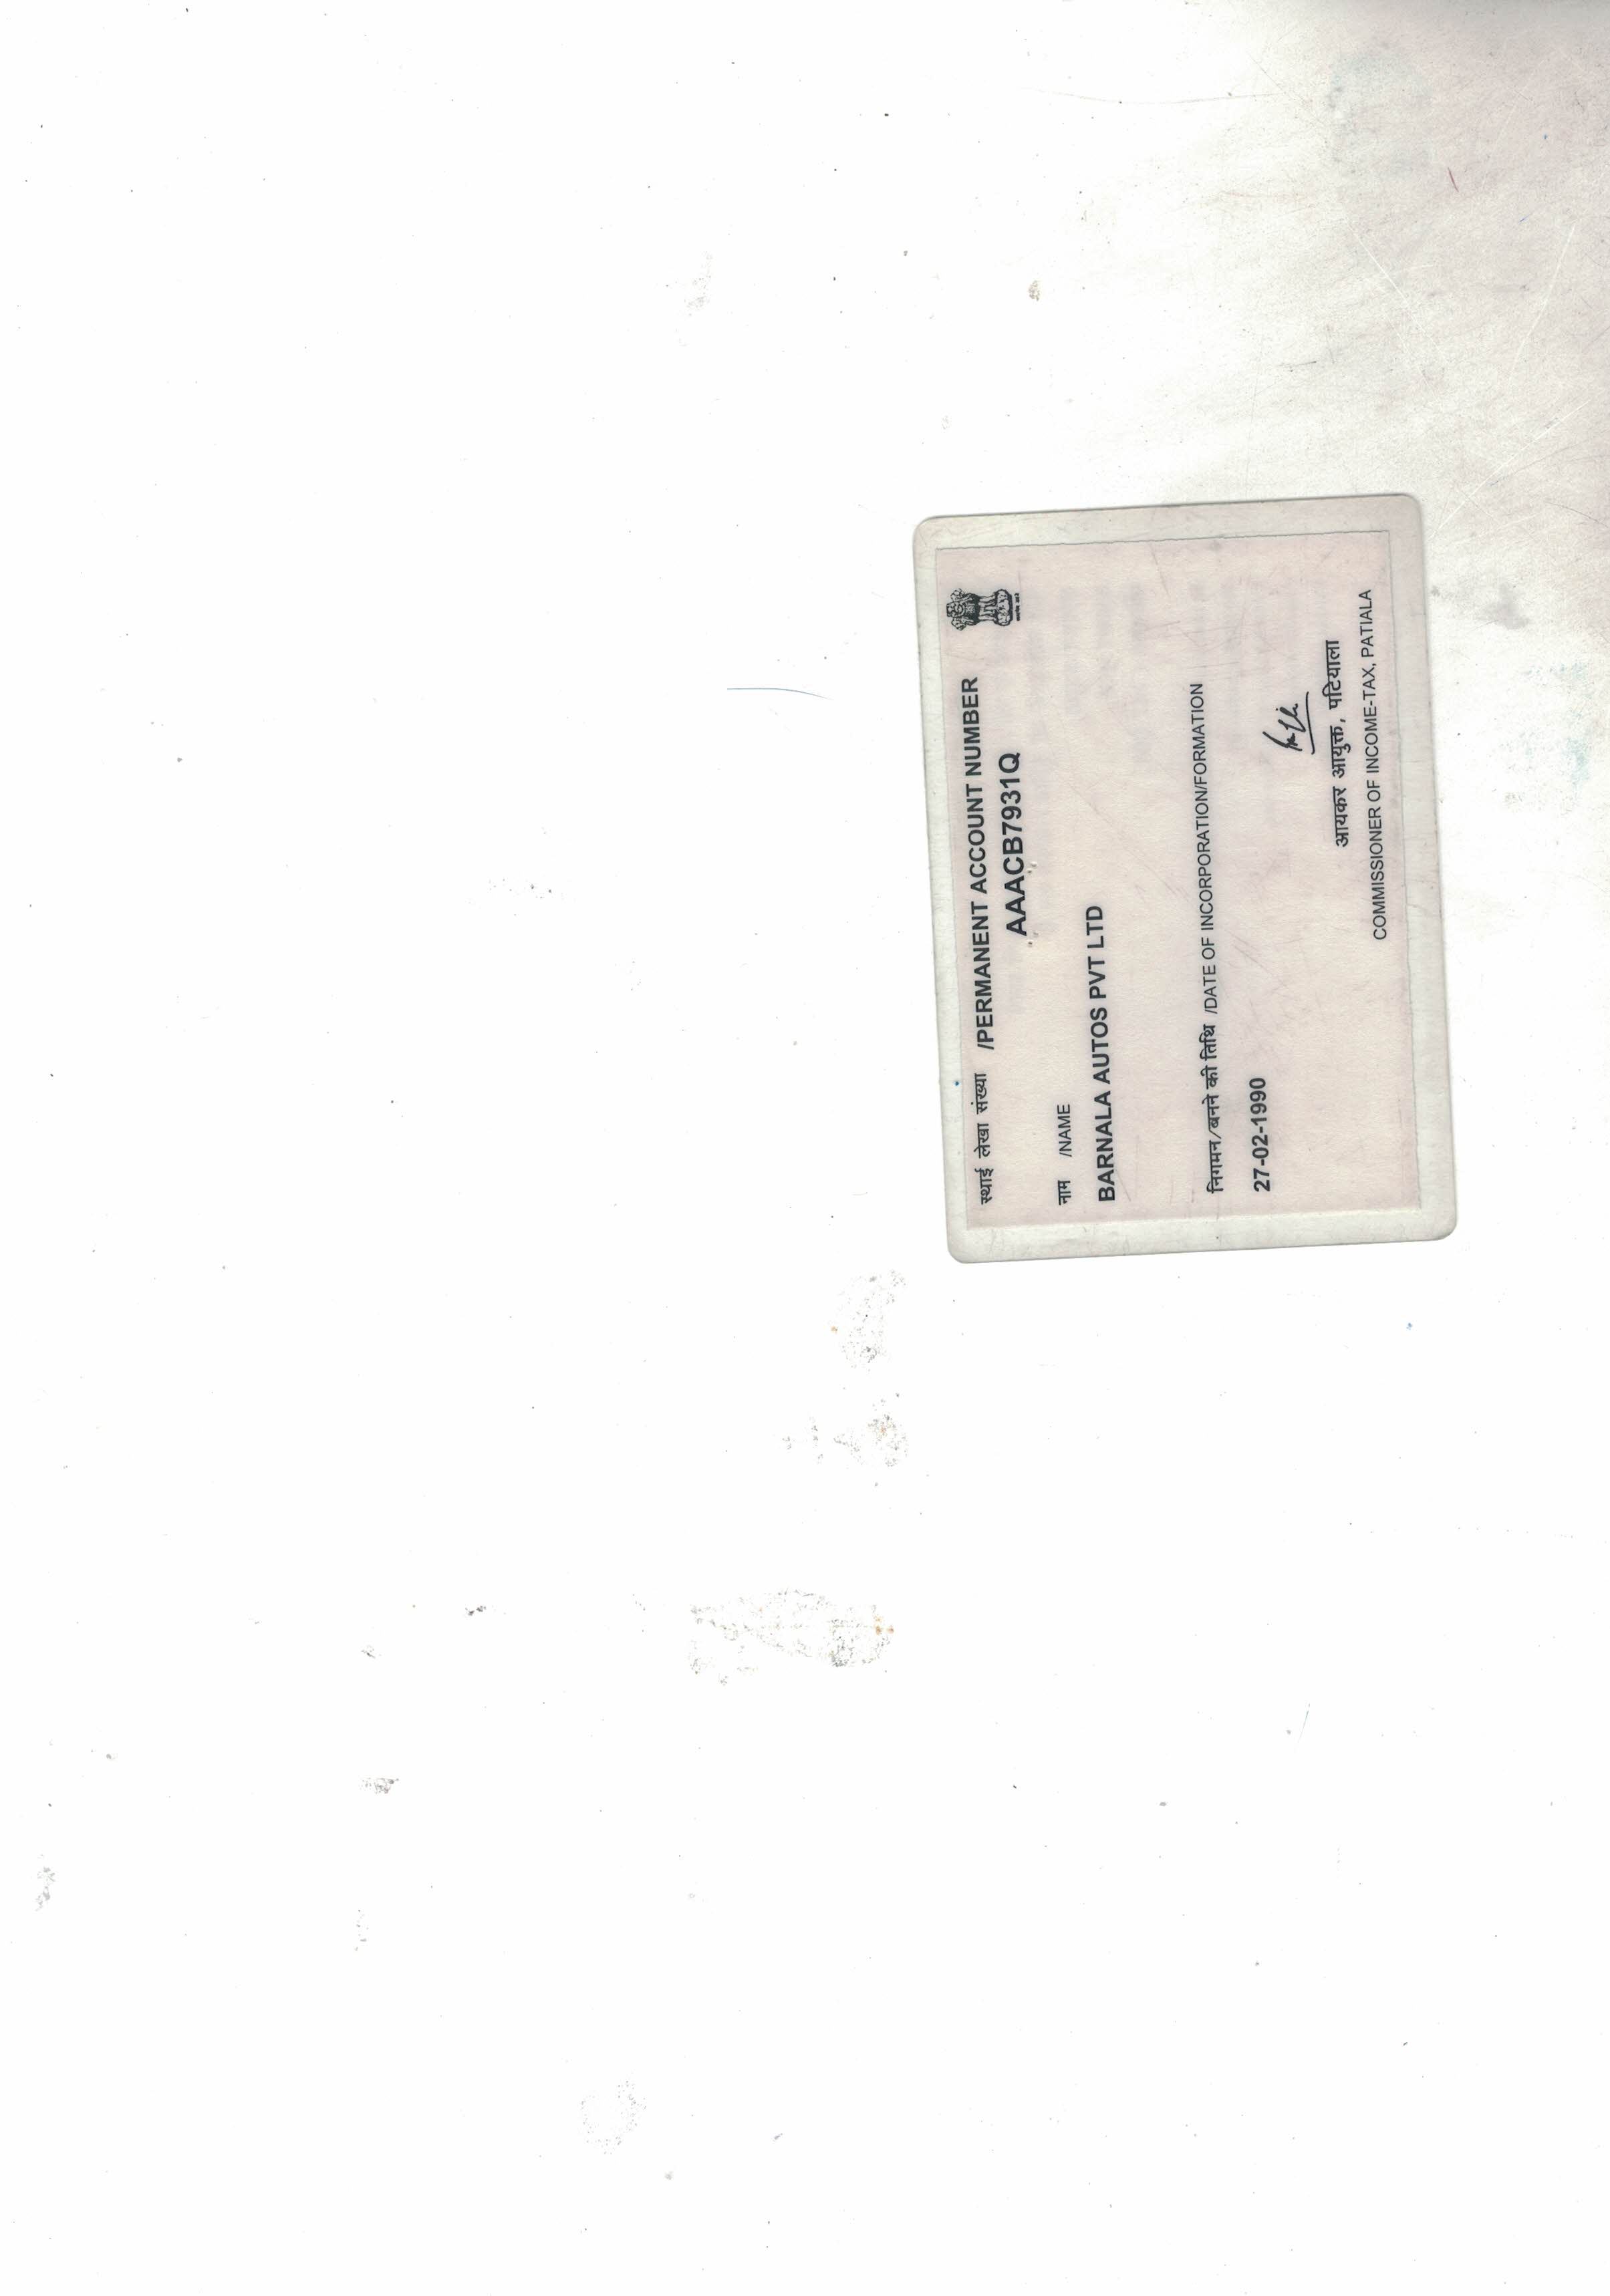 स्थाई लेखा संख्या /PERMANENT ACCOUNT NUMBER
AAACB7931Q
नाम /NAME
BARNALA AUTOS PVT LTD
निगमन/बनने की तिथि /DATE OF INCORPORATION/FORMATION
27-02-1990
आयकर आयुक्त, पटियाला
COMMISSIONER OF INCOME-TAX, PATIALA